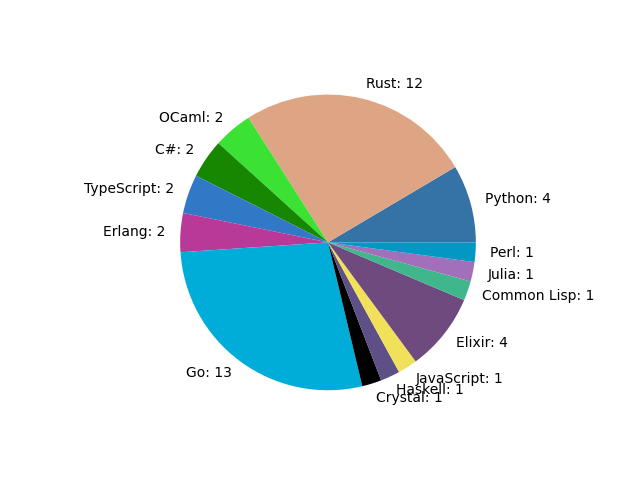 Rust: 12
OCaml: 2
C#: 2
TypeScript: 2
Python: 4
Erlang: 2
Perl: 1
Julia: 1
Common Lisp: 1
Elixir: 4
Go: 13
JavaScript: 1
Haskell: 1
Crystal: 1